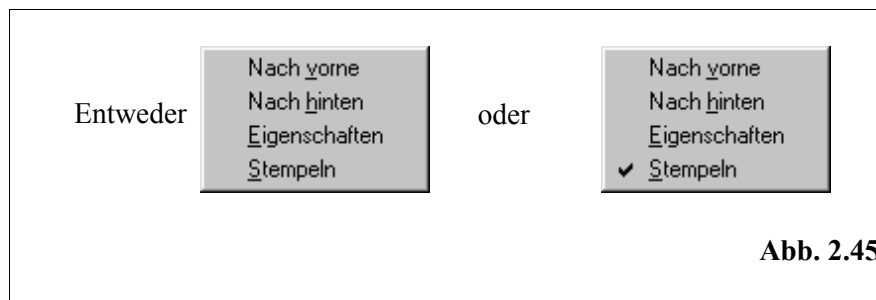 Entweder
Nach vorne
Nach hinten
Eigenschaften
Stempeln
oder
Nach vorne
Nach hinten
Eigenschaften
✓ Stempeln
Abb. 2.45